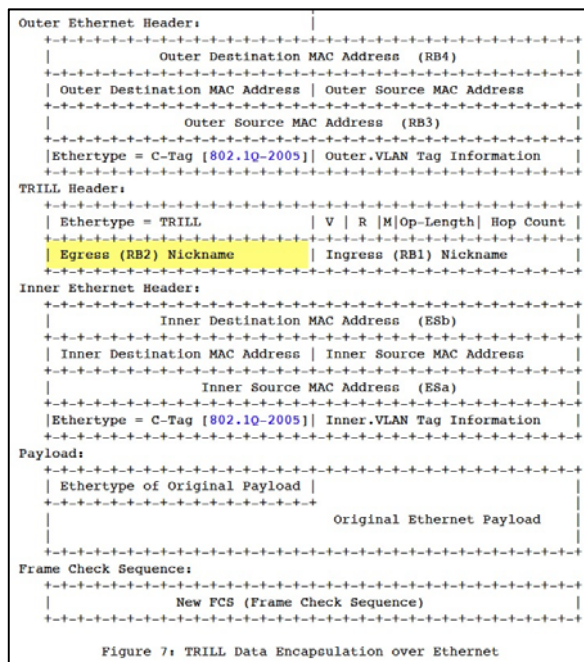 Outer Ethernet Header: |
+-+-+-+-+-+-+-+-+-+-+-+-+-+-+-+-+-+-+-+-+-+-+-+-+-+-+-+-+-+-+-+-+
| Outer Destination MAC Address (RB4) |
+-+-+-+-+-+-+-+-+-+-+-+-+-+-+-+-+-+-+-+-+-+-+-+-+-+-+-+-+-+-+-+-+
| Outer Destination MAC Address | Outer Source MAC Address |
+-+-+-+-+-+-+-+-+-+-+-+-+-+-+-+-+-+-+-+-+-+-+-+-+-+-+-+-+-+-+-+-+
| Outer Source MAC Address (RB3) |
+-+-+-+-+-+-+-+-+-+-+-+-+-+-+-+-+-+-+-+-+-+-+-+-+-+-+-+-+-+-+-+-+
|Ethertype = C-Tag [802.1Q-2005]| Outer.VLAN Tag Information |
+-+-+-+-+-+-+-+-+-+-+-+-+-+-+-+-+-+-+-+-+-+-+-+-+-+-+-+-+-+-+-+-+
TRILL Header:
+-+-+-+-+-+-+-+-+-+-+-+-+-+-+-+-+-+-+-+-+-+-+-+-+-+-+-+-+-+-+-+-+
| Ethertype = TRILL | V | R |M|Op-Length| Hop Count |
+-+-+-+-+-+-+-+-+-+-+-+-+-+-+-+-+-+-+-+-+-+-+-+-+-+-+-+-+-+-+-+-+
| Egress (RB2) Nickname | Ingress (RB1) Nickname |
+-+-+-+-+-+-+-+-+-+-+-+-+-+-+-+-+-+-+-+-+-+-+-+-+-+-+-+-+-+-+-+-+
Inner Ethernet Header:
+-+-+-+-+-+-+-+-+-+-+-+-+-+-+-+-+-+-+-+-+-+-+-+-+-+-+-+-+-+-+-+-+
| Inner Destination MAC Address (ESb) |
+-+-+-+-+-+-+-+-+-+-+-+-+-+-+-+-+-+-+-+-+-+-+-+-+-+-+-+-+-+-+-+-+
| Inner Destination MAC Address | Inner Source MAC Address |
+-+-+-+-+-+-+-+-+-+-+-+-+-+-+-+-+-+-+-+-+-+-+-+-+-+-+-+-+-+-+-+-+
| Inner Source MAC Address (ESa) |
+-+-+-+-+-+-+-+-+-+-+-+-+-+-+-+-+-+-+-+-+-+-+-+-+-+-+-+-+-+-+-+-+
|Ethertype = C-Tag [802.1Q-2005]| Inner.VLAN Tag Information |
+-+-+-+-+-+-+-+-+-+-+-+-+-+-+-+-+-+-+-+-+-+-+-+-+-+-+-+-+-+-+-+-+
Payload:
+-+-+-+-+-+-+-+-+-+-+-+-+-+-+-+-+-+-+-+-+-+-+-+-+-+-+-+-+-+-+-+-+
| Ethertype of Original Payload | |
+-+-+-+-+-+-+-+-+-+-+-+-+-+-+-+-+ |
| Original Ethernet Payload |
| |
+-+-+-+-+-+-+-+-+-+-+-+-+-+-+-+-+-+-+-+-+-+-+-+-+-+-+-+-+-+-+-+-+
Frame Check Sequence:
+-+-+-+-+-+-+-+-+-+-+-+-+-+-+-+-+-+-+-+-+-+-+-+-+-+-+-+-+-+-+-+-+
| New FCS (Frame Check Sequence) |
+-+-+-+-+-+-+-+-+-+-+-+-+-+-+-+-+-+-+-+-+-+-+-+-+-+-+-+-+-+-+-+-+
Figure 7: TRILL Data Encapsulation over Ethernet